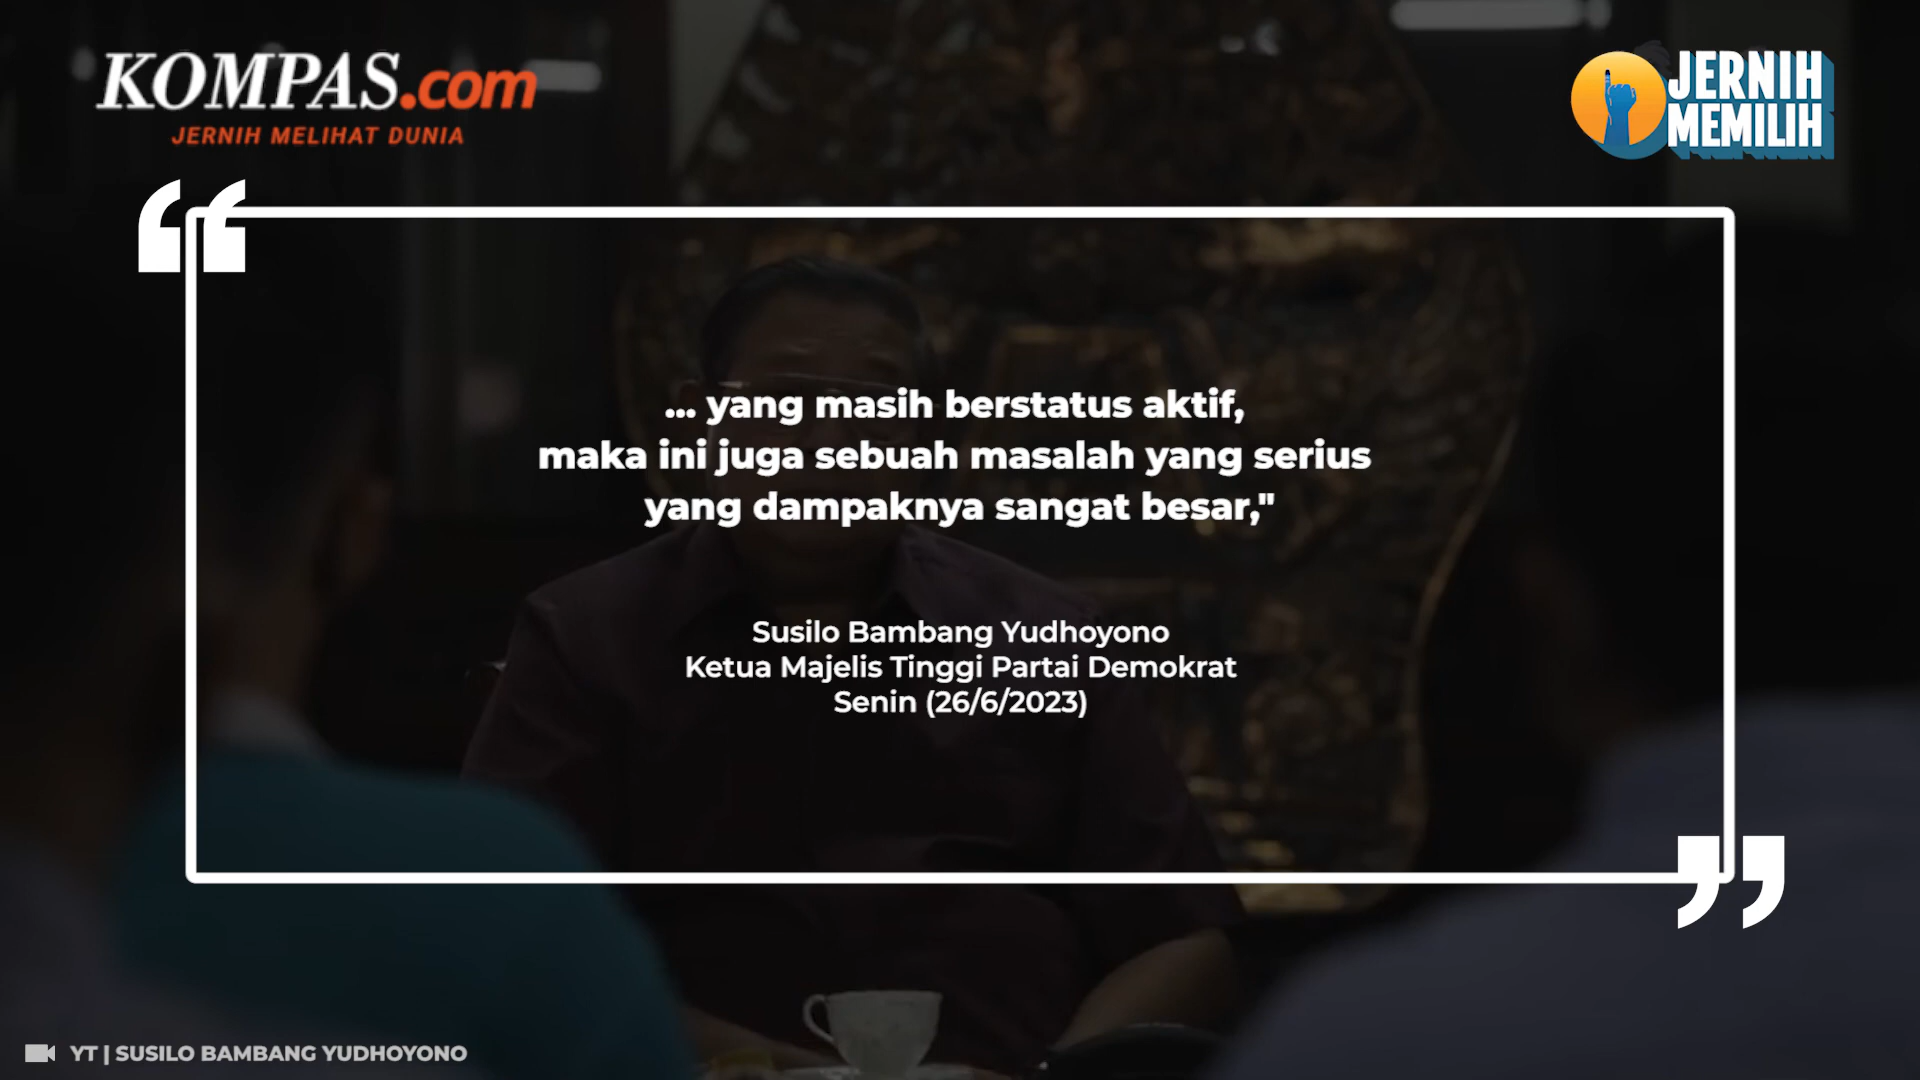 KOMPAS.com
JERNIH MELIHAT DUNIA
JERNIH
MEMILIH
... yang masih berstatus aktif,
maka ini juga sebuah masalah yang serius
yang dampaknya sangat besar,"
Susilo Bambang Yudhoyono
Ketua Majelis Tinggi Partai Demokrat
Senin (26/6/2023)
YT | SUSILO BAMBANG YUDHOYONO